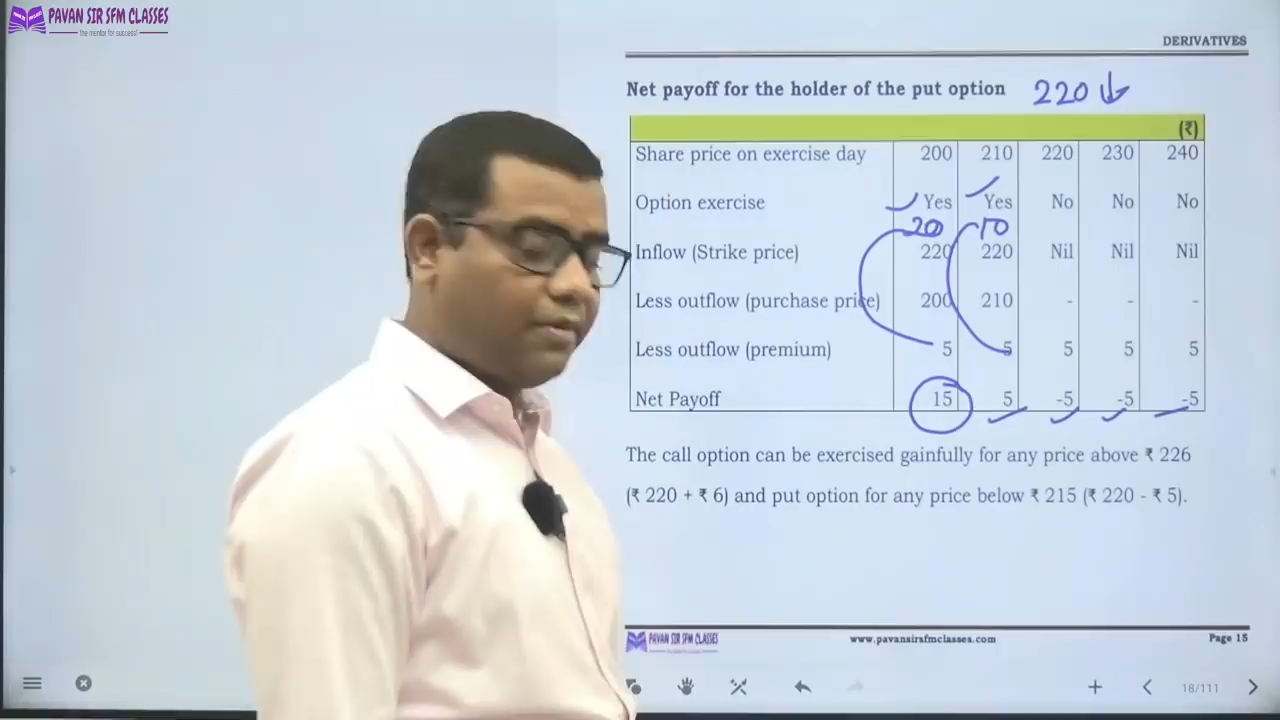 PAVAN SIR SFM CLASSES
the mentor for success!
DERIVATIVES
Net payoff for the holder of the put option 220 ↓
(₹)
Share price on exercise day 200 210 220 230 240
Option exercise Yes Yes No No No
20 10
Inflow (Strike price) 220 220 Nil Nil Nil
Less outflow (purchase price) 200 210 - - -
Less outflow (premium) 5 5 5 5 5
Net Payoff 15 5 -5 -5 -5
The call option can be exercised gainfully for any price above ₹ 226
(₹ 220 + ₹ 6) and put option for any price below ₹ 215 (₹ 220 - ₹ 5).
PAVAN SIR SFM CLASSES
www.pavansirsfmclasses.com
Page 15
18/111